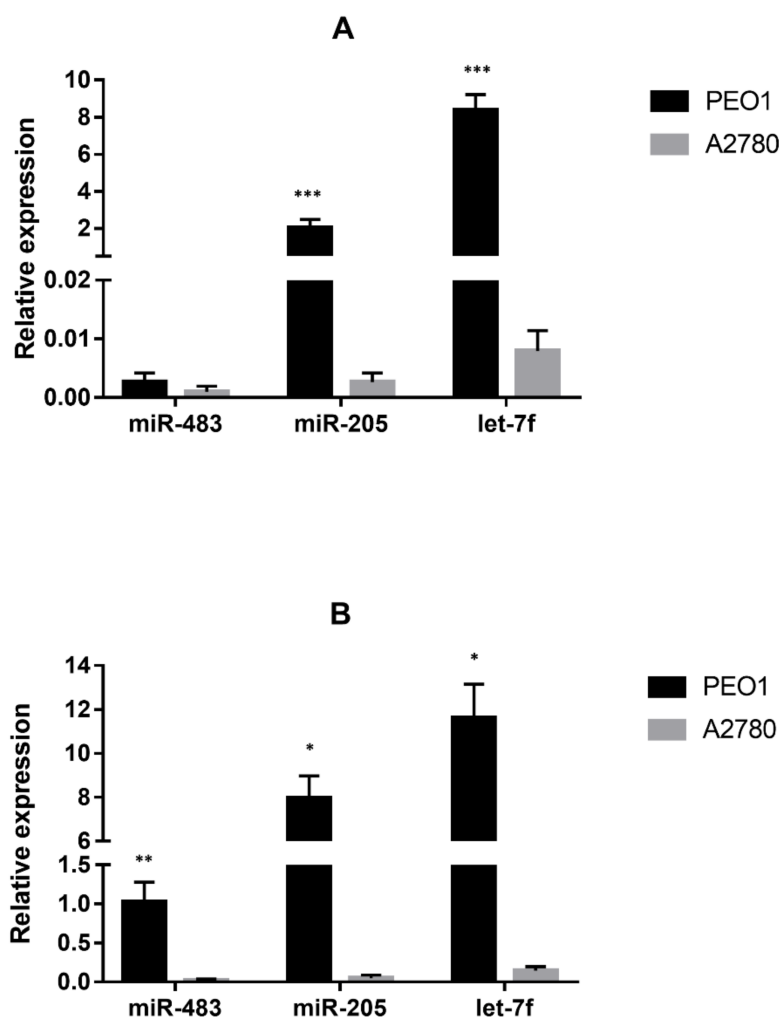 A
Relative expression
10
8
6
4
2
0.02
0.01
0.00
***
***
miR-483
miR-205
let-7f
PEO1
A2780
B
Relative expression
14
12
10
8
6
1.5
1.0
0.5
0.0
**
*
*
miR-483
miR-205
let-7f
PEO1
A2780